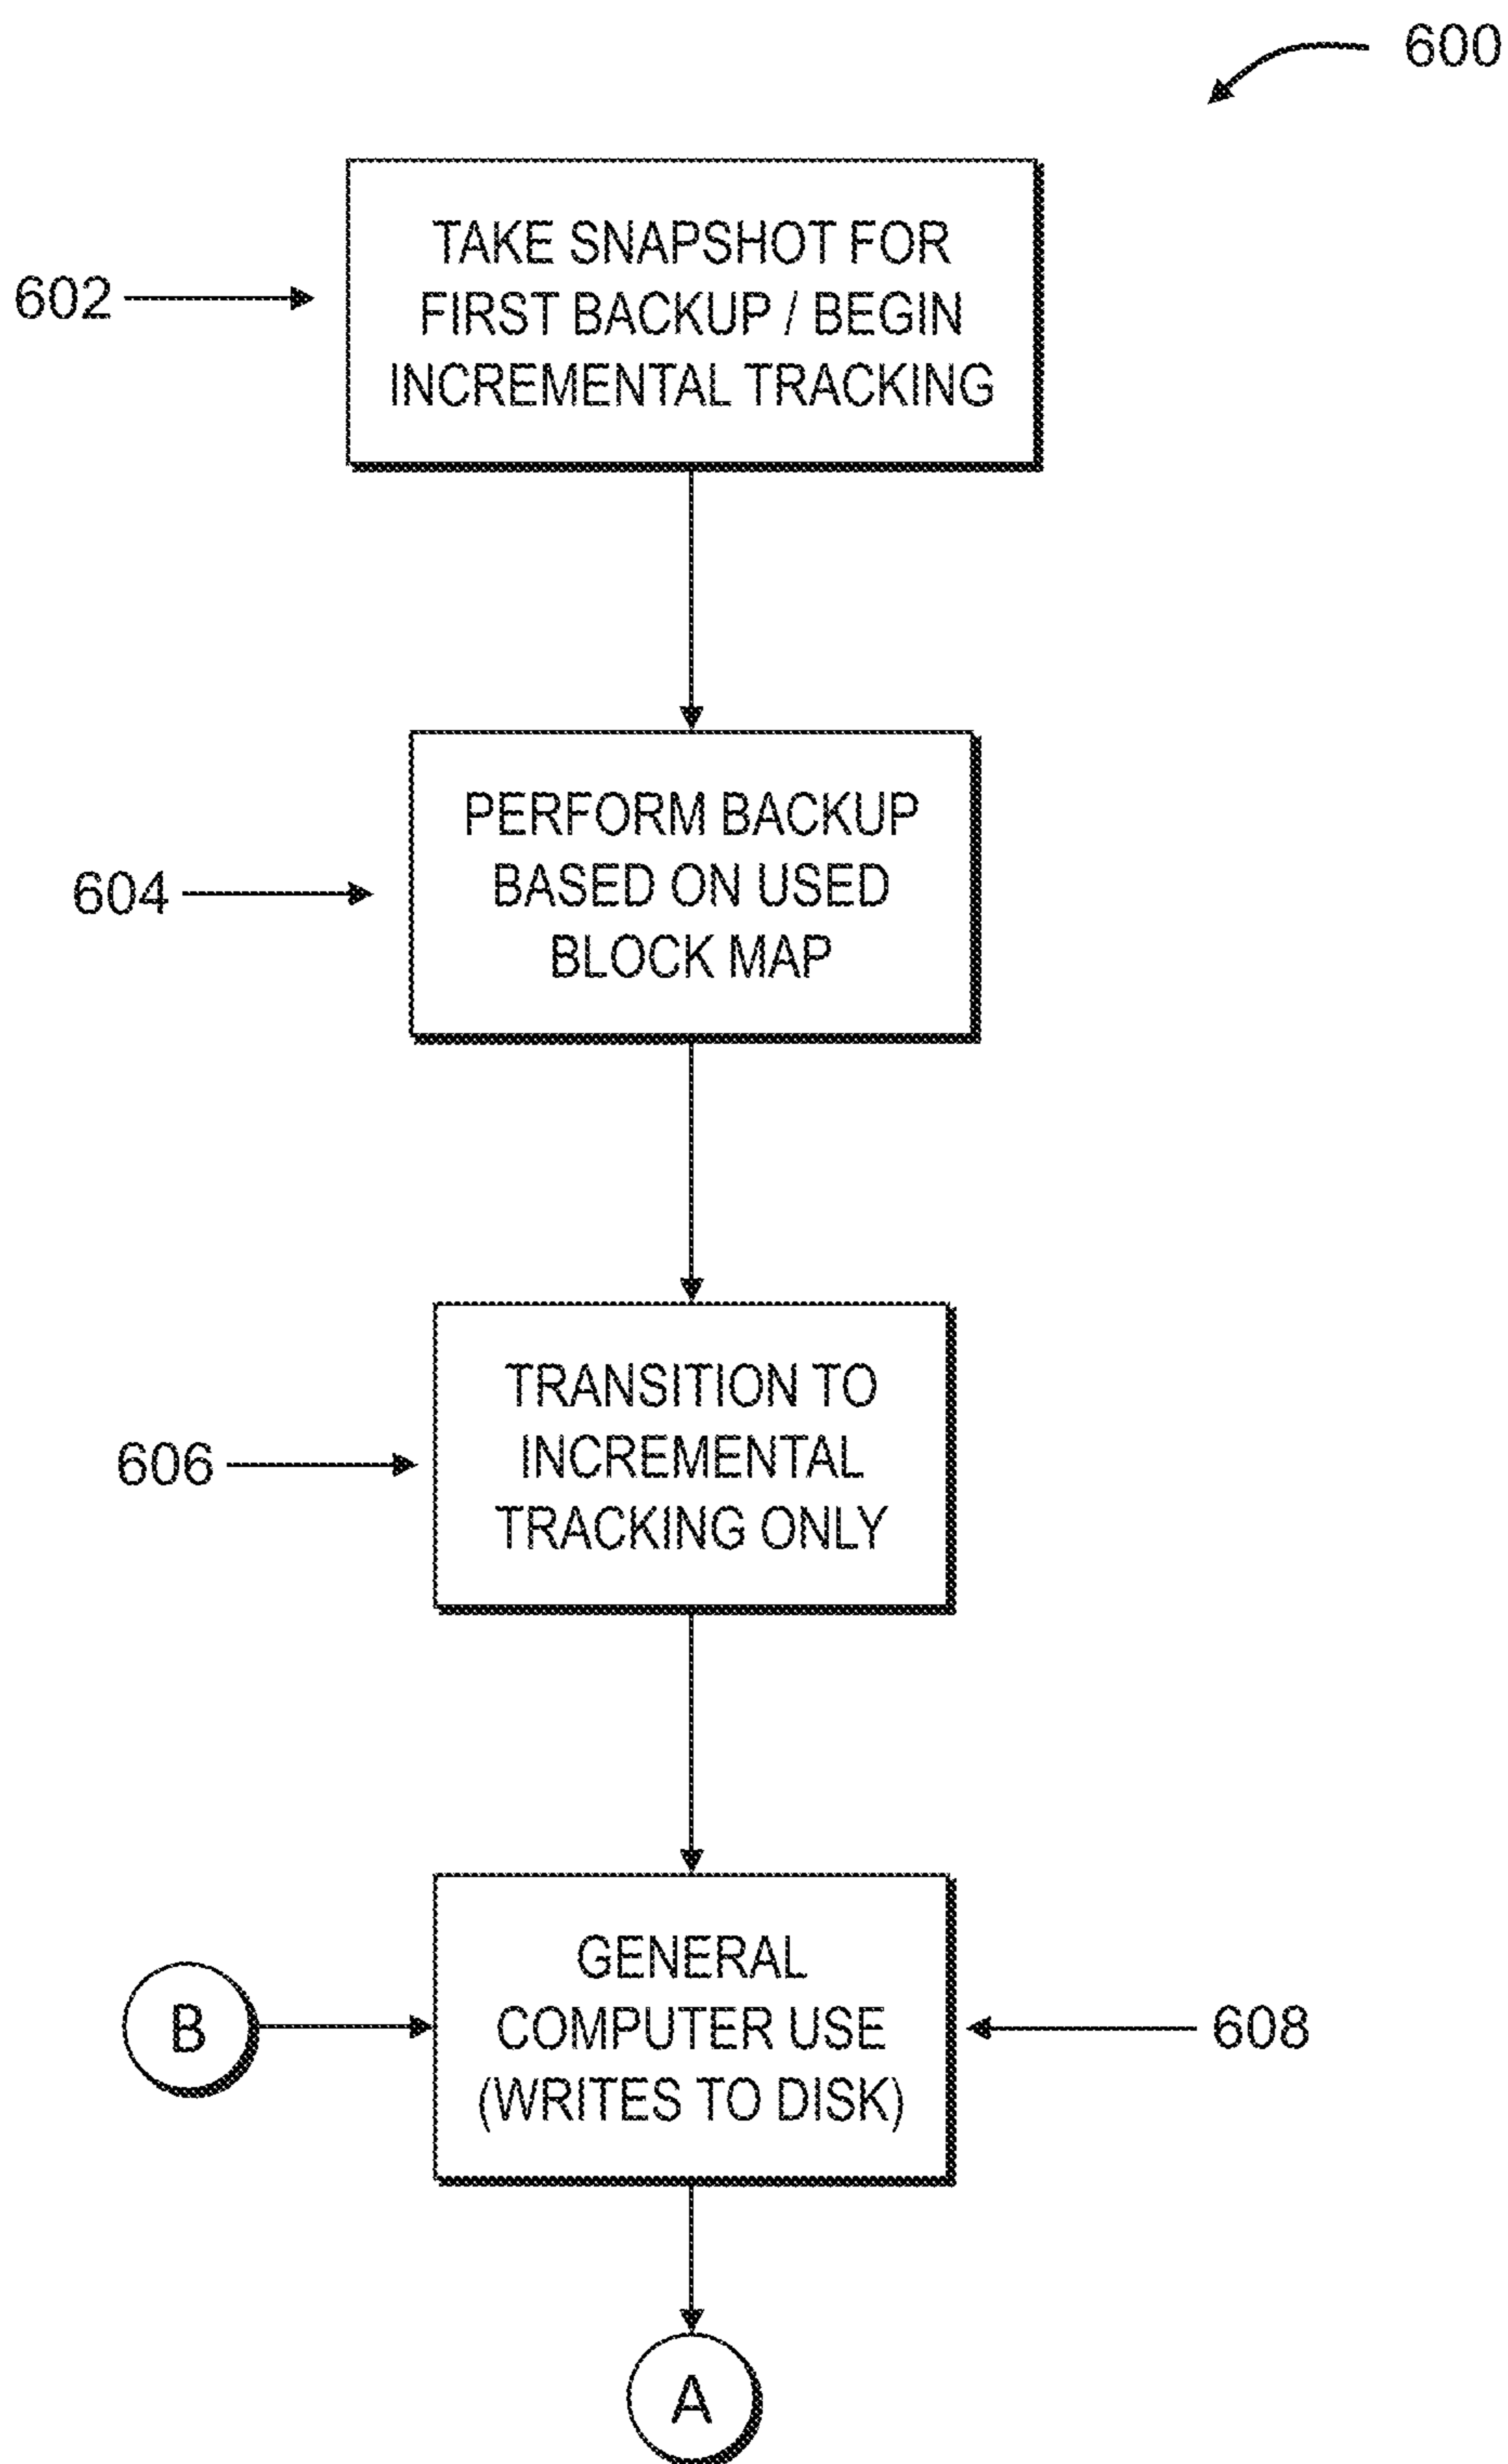 600
602
TAKE SNAPSHOT FOR
FIRST BACKUP / BEGIN
INCREMENTAL TRACKING
604
PERFORM BACKUP
BASED ON USED
BLOCK MAP
606
TRANSITION TO
INCREMENTAL
TRACKING ONLY
B
GENERAL
COMPUTER USE
(WRITES TO DISK)
608
A